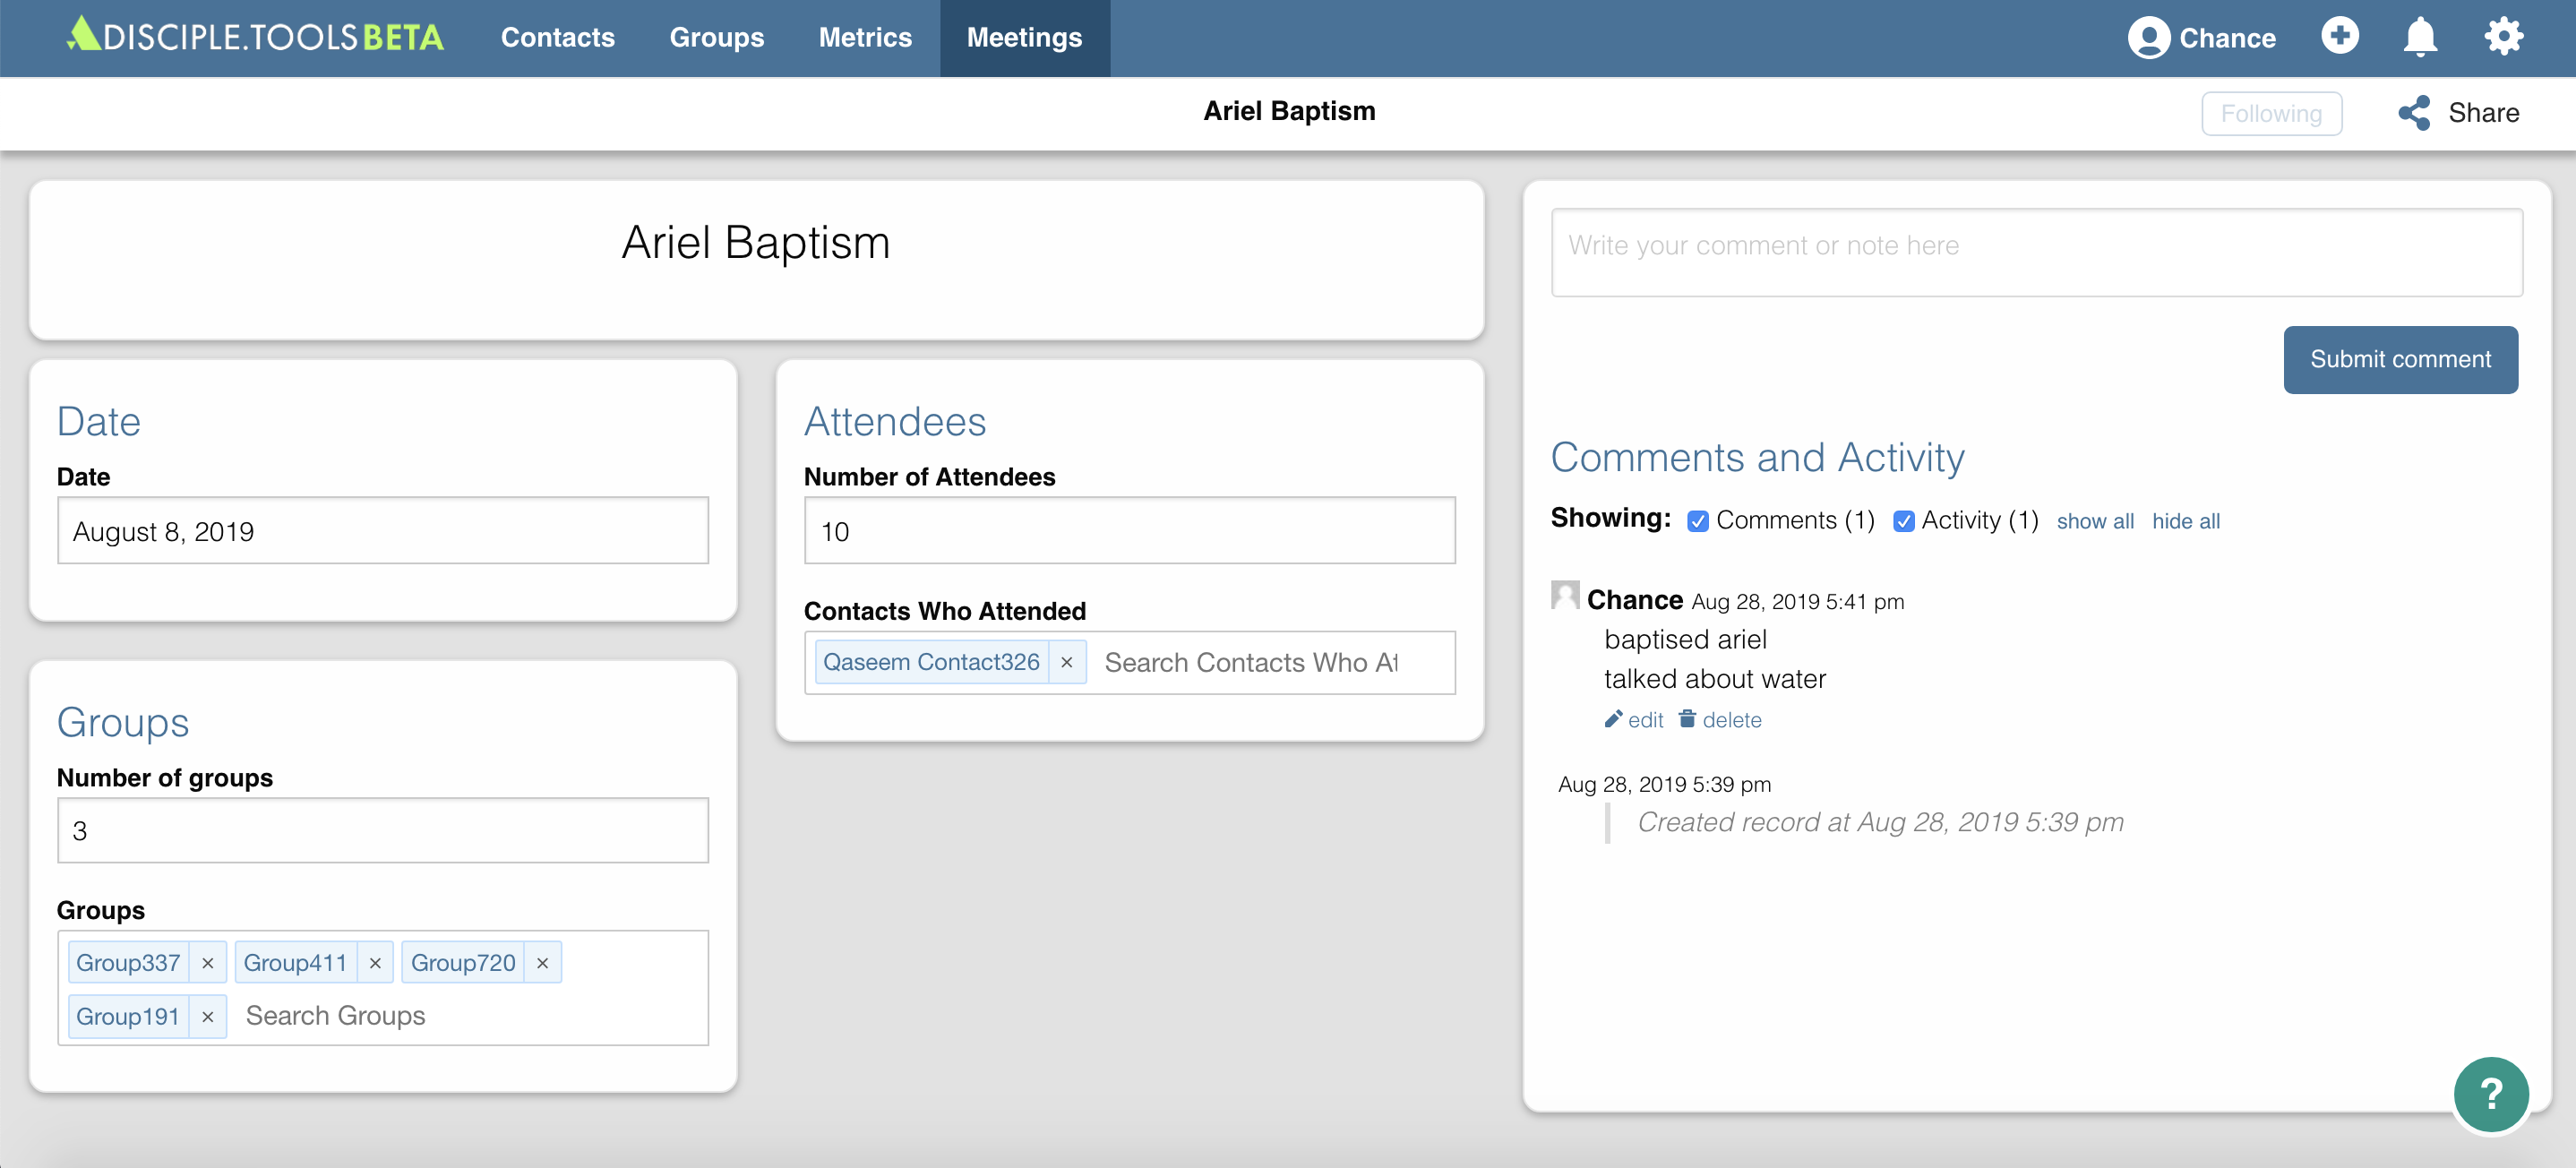 DISCIPLE.TOOLS BETA Contacts Groups Metrics Meetings Chance
Ariel Baptism
Following Share
Ariel Baptism
Date
Date
August 8, 2019
Groups
Number of groups
3
Groups
Group337 × Group411 × Group720 ×
Group191 × Search Groups
Attendees
Number of Attendees
10
Contacts Who Attended
Qaseem Contact326 × Search Contacts Who At
Write your comment or note here
Submit comment
Comments and Activity
Showing: Comments (1) Activity (1) show all hide all
Chance Aug 28, 2019 5:41 pm
baptised ariel
talked about water
edit delete
Aug 28, 2019 5:39 pm
Created record at Aug 28, 2019 5:39 pm
?